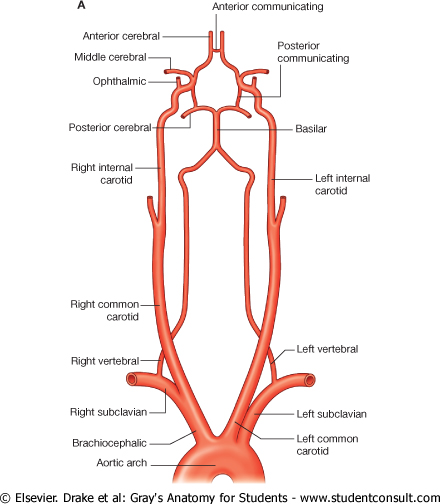 A
Anterior communicating
Anterior cerebral
Middle cerebral
Posterior
communicating
Ophthalmic
Posterior cerebral
Basilar
Right internal
carotid
Left internal
carotid
Right common
carotid
Left vertebral
Right vertebral
Right subclavian
Left subclavian
Brachiocephalic
Left common
carotid
Aortic arch
© Elsevier. Drake et al: Gray's Anatomy for Students - www.studentconsult.com